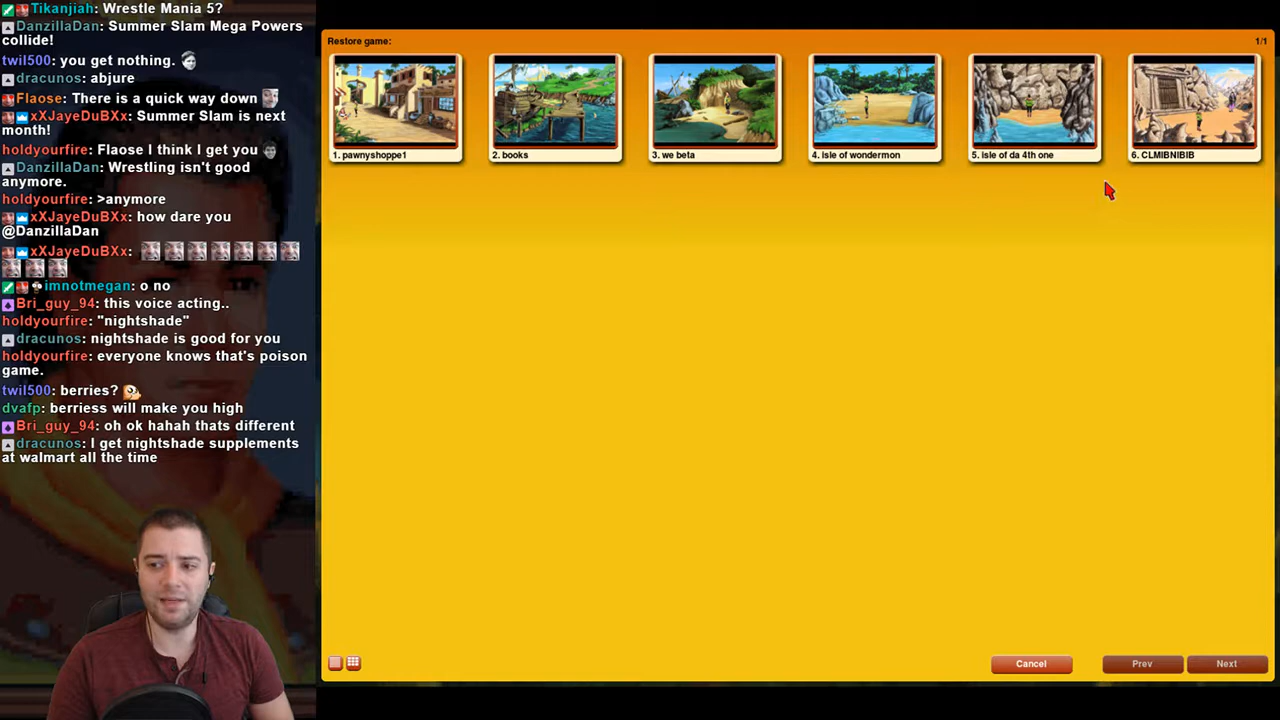 Tikanjiah: Wrestle Mania 5?
DanzillaDan: Summer Slam Mega Powers
collide!
twil500: you get nothing.
dracunos: abjure
Flaose: There is a quick way down
xXJayeDuBXx: Summer Slam is next
month!
holdyourfire: Flaose I think I get you
DanzillaDan: Wrestling isn't good
anymore.
holdyourfire: >anymore
xXJayeDuBXx: how dare you
@DanzillaDan
xXJayeDuBXx:
imnotmegan: o no
Bri_guy_94: this voice acting..
holdyourfire: "nightshade"
dracunos: nightshade is good for you
holdyourfire: everyone knows that's poison
game.
twil500: berries?
dvafp: berriess will make you high
Bri_guy_94: oh ok hahah thats different
dracunos: I get nightshade supplements
at walmart all the time
Restore game:
1/1
1. pawnyshoppe1
2. books
3. we beta
4. isle of wondermon
5. isle of da 4th one
6. CLMIBNIBIB
Cancel
Prev
Next